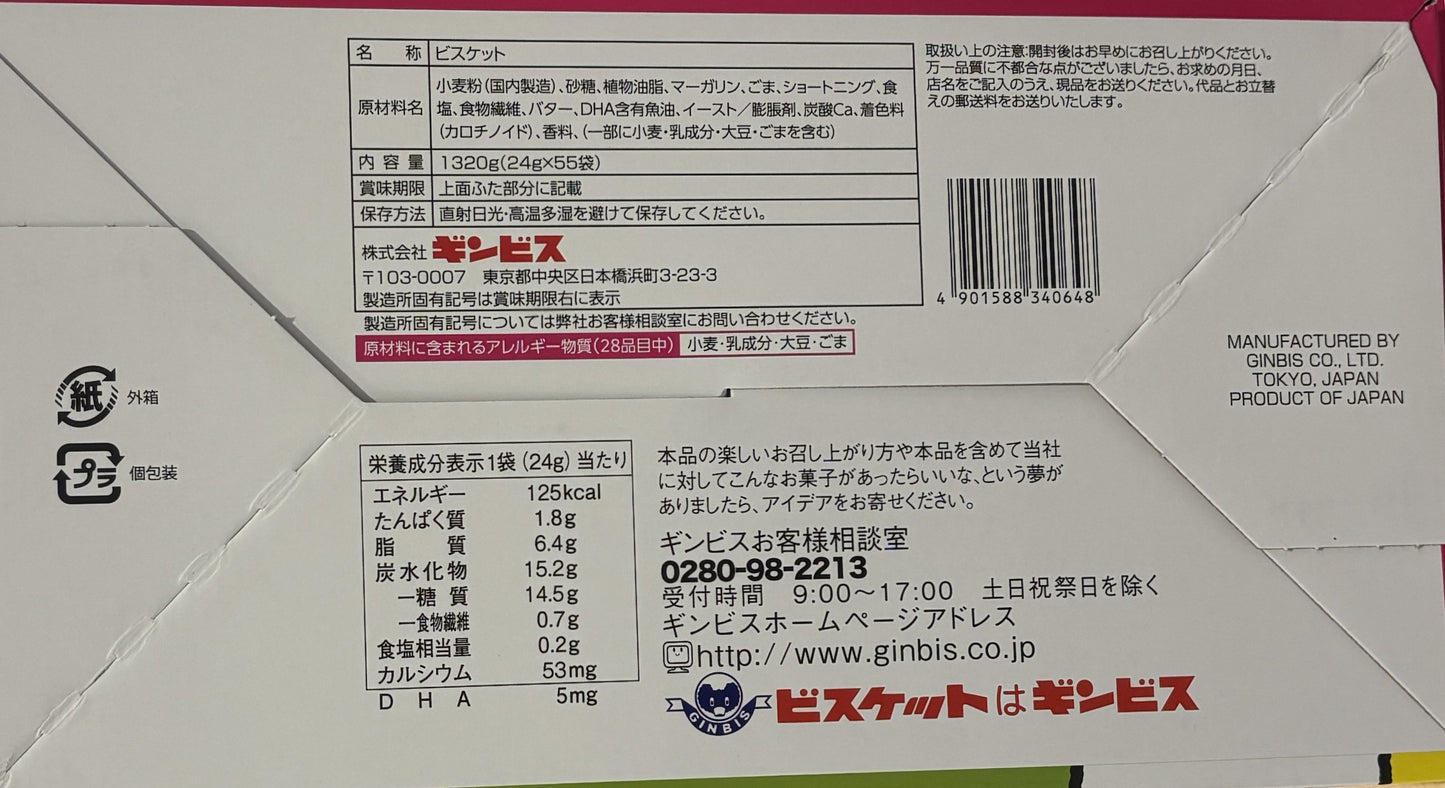 名 称 ビスケット
原材料名 小麦粉(国内製造)、砂糖、植物油脂、マーガリン、ごま、ショートニング、食
塩、食物繊維、バター、DHA含有魚油、イースト/膨脹剤、炭酸Ca、着色料
(カロチノイド)、香料、(一部に小麦・乳成分・大豆・ごまを含む)
内容量 1320g(24g×55袋)
賞味期限 上面ふた部分に記載
保存方法 直射日光・高温多湿を避けて保存してください。
株式会社 ギンビス
〒103-0007 東京都中央区日本橋浜町3-23-3
製造所固有記号は賞味期限右に表示
製造所固有記号については弊社お客様相談室にお問い合わせください。
原材料に含まれるアレルギー物質(28品目中) 小麦・乳成分・大豆・ごま
取扱い上の注意:開封後はお早めにお召し上がりください。
万一品質に不都合な点がございましたら、お求めの月日、
店名をご記入のうえ、現品をお送りください。代品とお立替
えの郵送料をお送りいたします。
4 901588 340648
MANUFACTURED BY
GINBIS CO., LTD.
TOKYO, JAPAN
PRODUCT OF JAPAN
紙 外箱
プラ 個包装
栄養成分表示1袋(24g)当たり
エネルギー 125kcal
たんぱく質 1.8g
脂 質 6.4g
炭水化物 15.2g
－糖 質 14.5g
－食物繊維 0.7g
食塩相当量 0.2g
カルシウム 53mg
D H A 5mg
本品の楽しいお召し上がり方や本品を含めて当社
に対してこんなお菓子があったらいいな、という夢が
ありましたら、アイデアをお寄せください。
ギンビスお客様相談室
0280-98-2213
受付時間 9:00～17:00 土日祝祭日を除く
ギンビスホームページアドレス
http://www.ginbis.co.jp
GINBIS
ビスケットはギンビス